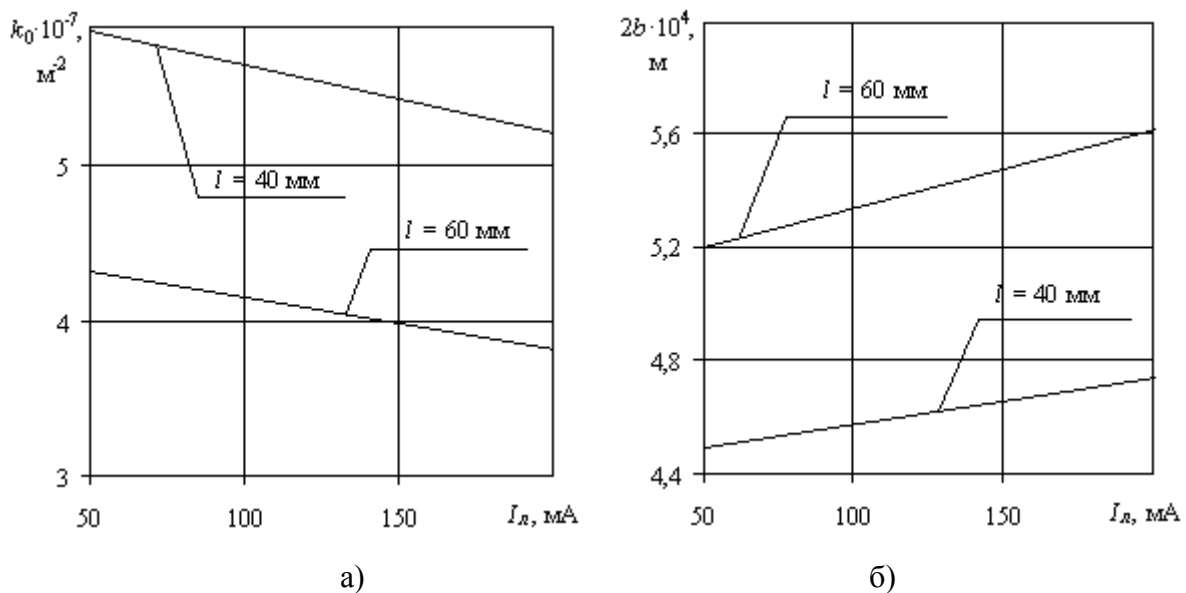 k₀·10⁻⁷,
м⁻²
5
4
3
50
100
150
Iл, мА
l = 40 мм
l = 60 мм
а)
2b·10⁴,
м
5,6
5,2
4,8
4,4
50
100
150
Iл, мА
l = 60 мм
l = 40 мм
б)